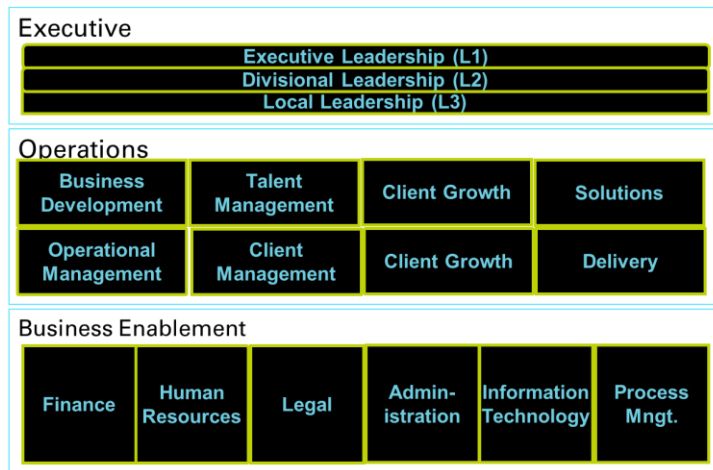 Executive
Executive Leadership (L1)
Divisional Leadership (L2)
Local Leadership (L3)
Operations
Business
Development
Talent
Management
Client Growth
Solutions
Operational
Management
Client
Management
Client Growth
Delivery
Business Enablement
Finance
Human
Resources
Legal
Admin-
istration
Information
Technology
Process
Mngt.